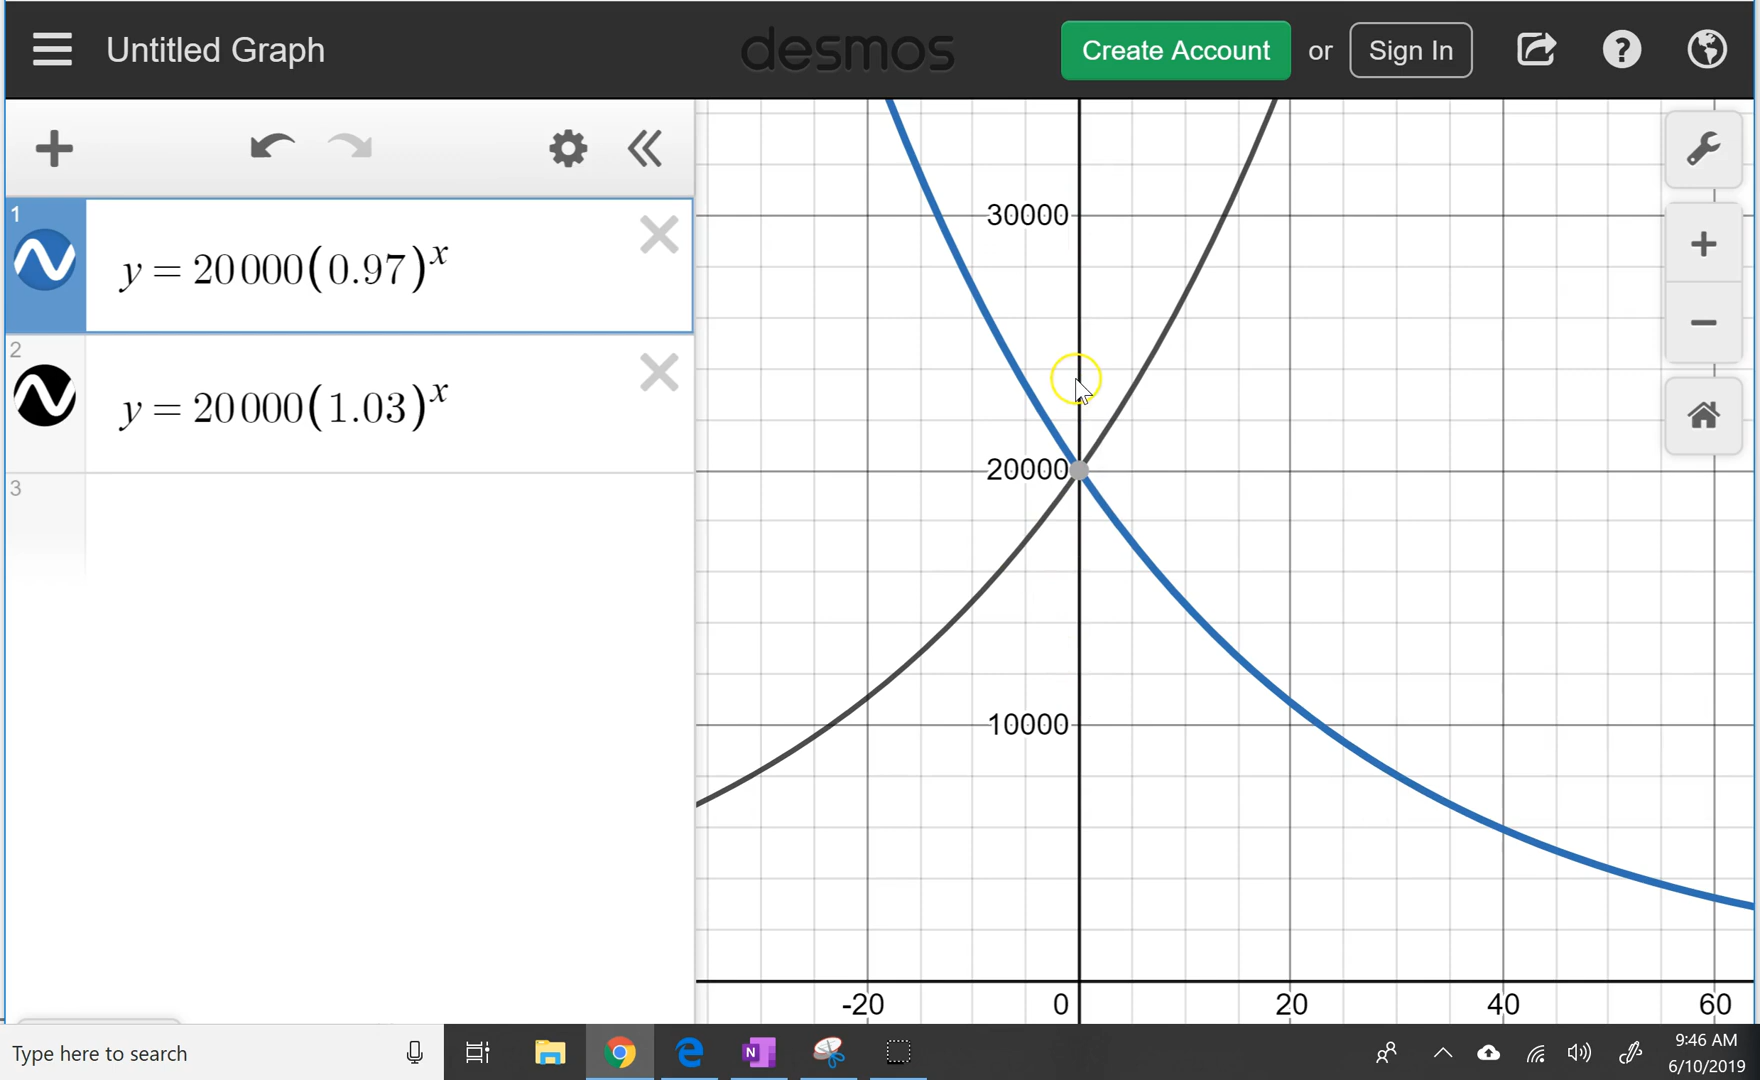 Untitled Graph
desmos
Create Account or Sign In
1
y = 20000(0.97)^x
2
y = 20000(1.03)^x
3
30000
20000
10000
-20 0 20 40 60
Type here to search
9:46 AM
6/10/2019